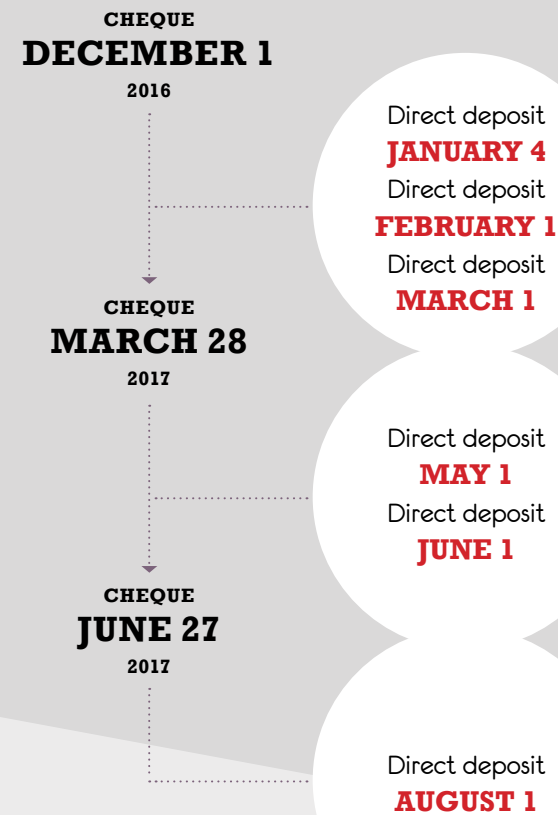 CHEQUE
DECEMBER 1
2016
Direct deposit
JANUARY 4
Direct deposit
FEBRUARY 1
Direct deposit
MARCH 1
CHEQUE
MARCH 28
2017
Direct deposit
MAY 1
Direct deposit
JUNE 1
CHEQUE
JUNE 27
2017
Direct deposit
AUGUST 1